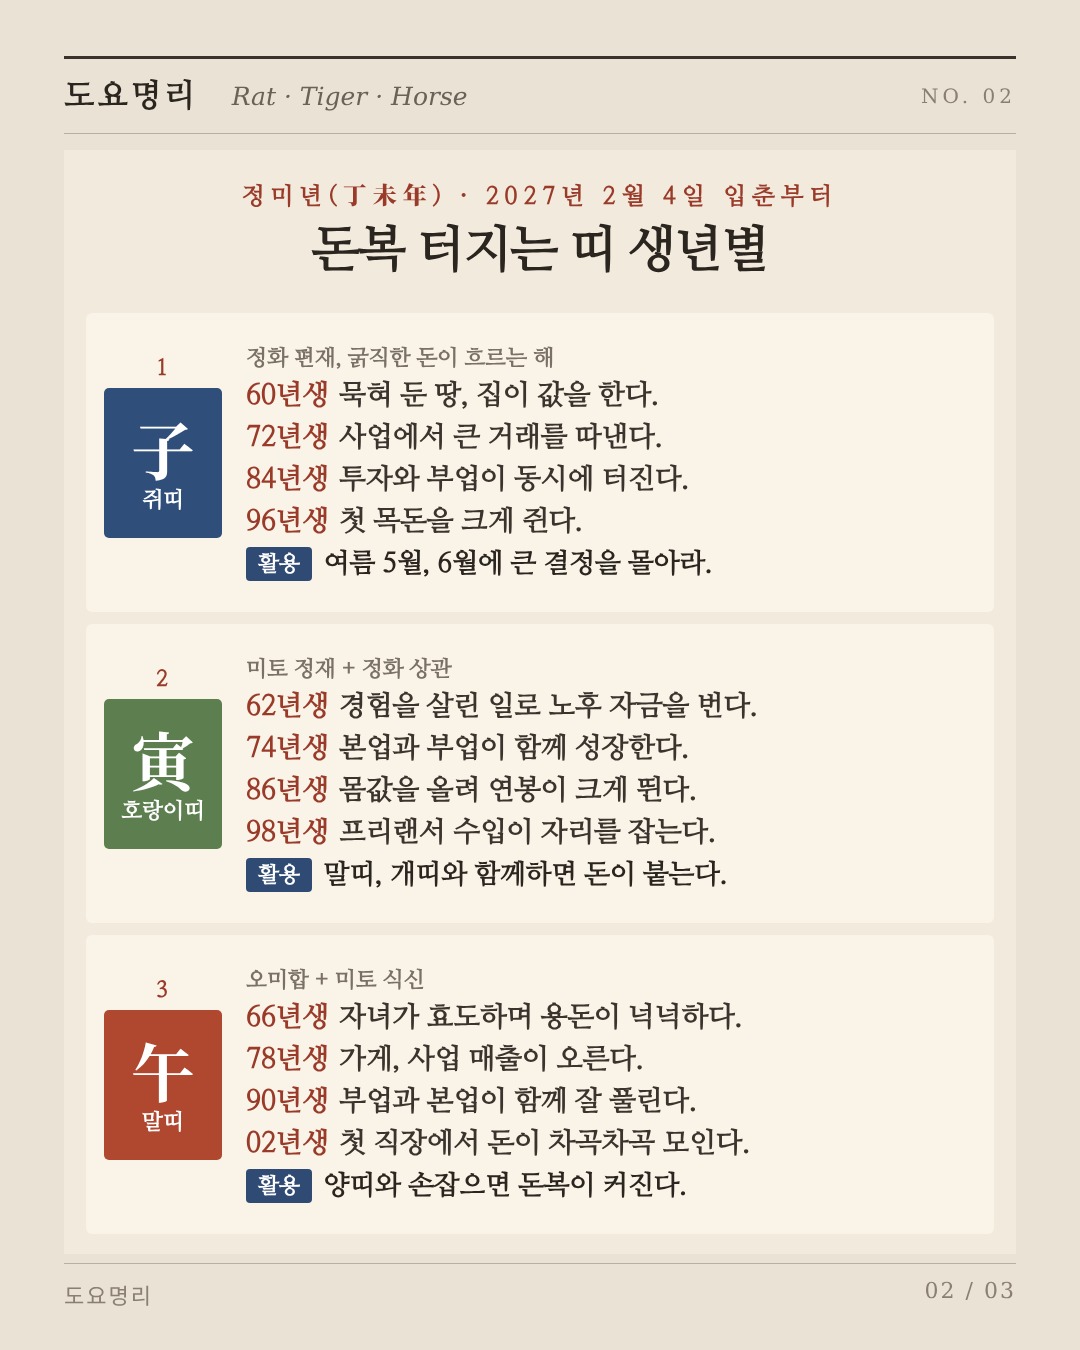 도요명리 Rat · Tiger · Horse NO. 02
정미년(丁未年) · 2027년 2월 4일 입춘부터
돈복 터지는 띠 생년별
1
子
쥐띠
정화 편재, 굵직한 돈이 흐르는 해
60년생 묵혀 둔 땅, 집이 값을 한다.
72년생 사업에서 큰 거래를 따낸다.
84년생 투자와 부업이 동시에 터진다.
96년생 첫 목돈을 크게 쥔다.
활용 여름 5월, 6월에 큰 결정을 몰아라.
2
寅
호랑이띠
미토 정재 + 정화 상관
62년생 경험을 살린 일로 노후 자금을 번다.
74년생 본업과 부업이 함께 성장한다.
86년생 몸값을 올려 연봉이 크게 뛴다.
98년생 프리랜서 수입이 자리를 잡는다.
활용 말띠, 개띠와 함께하면 돈이 붙는다.
3
午
말띠
오미합 + 미토 식신
66년생 자녀가 효도하며 용돈이 넉넉하다.
78년생 가게, 사업 매출이 오른다.
90년생 부업과 본업이 함께 잘 풀린다.
02년생 첫 직장에서 돈이 차곡차곡 모인다.
활용 양띠와 손잡으면 돈복이 커진다.
도요명리 02 / 03